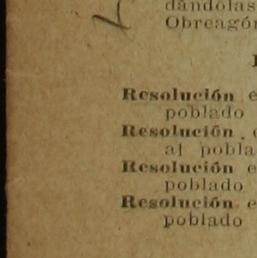 dándolas
Obregón
Resolución e
poblado
Resolución
al pobla
Resolución e
poblado
Resolución e
poblado